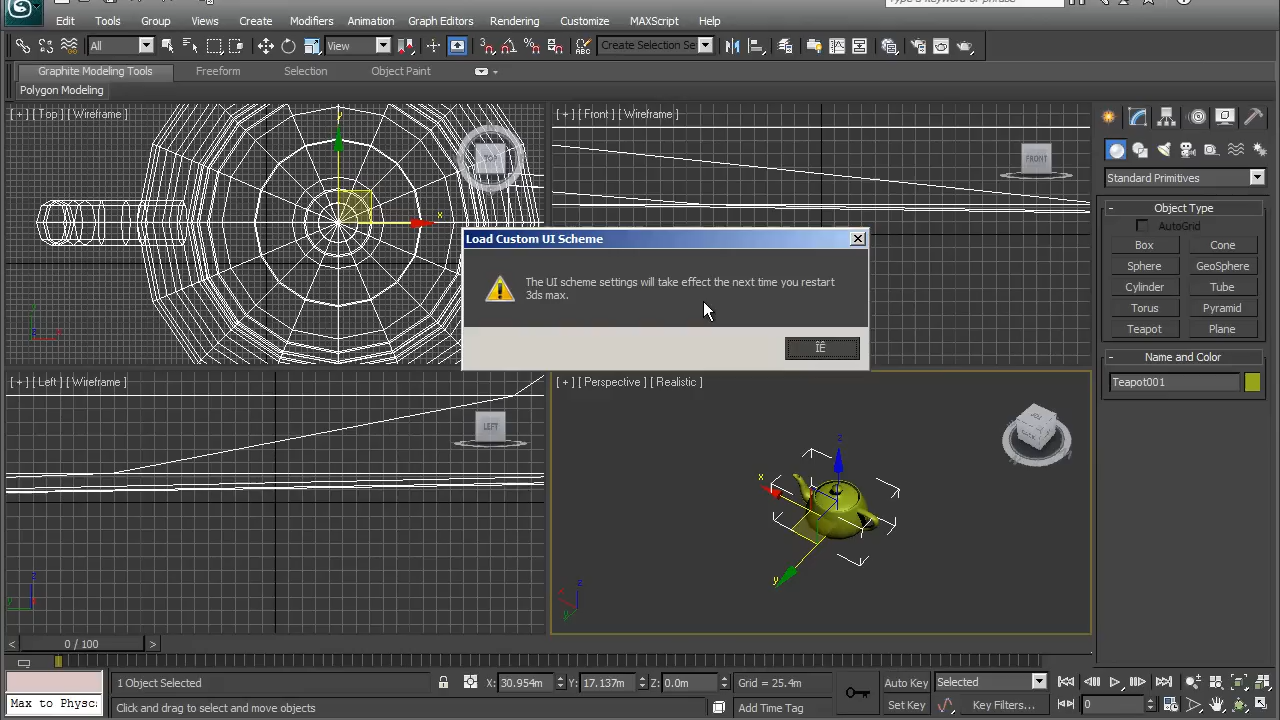 Edit Tools Group Views Create Modifiers Animation Graph Editors Rendering Customize MAXScript Help
All View Create Selection Se
Graphite Modeling Tools Freeform Selection Object Paint
Polygon Modeling
[ + ] [ Top ] [ Wireframe ]
y
x
TOP
z
[ + ] [ Front ] [ Wireframe ]
FRONT
Standard Primitives
- Object Type
AutoGrid
Box Cone
Sphere GeoSphere
Cylinder Tube
Torus Pyramid
Teapot Plane
- Name and Color
Teapot001
Load Custom UI Scheme
The UI scheme settings will take effect the next time you restart
3ds max.
ÎÊ
[ + ] [ Left ] [ Wireframe ]
LEFT
z
y
[ + ] [ Perspective ] [ Realistic ]
z
x
y
z
x
y
< 0 / 100 >
1 Object Selected X: 30.954m Y: 17.137m Z: 0.0m Grid = 25.4m Auto Key Selected
Max to Physc: Click and drag to select and move objects Add Time Tag Set Key Key Filters... 0